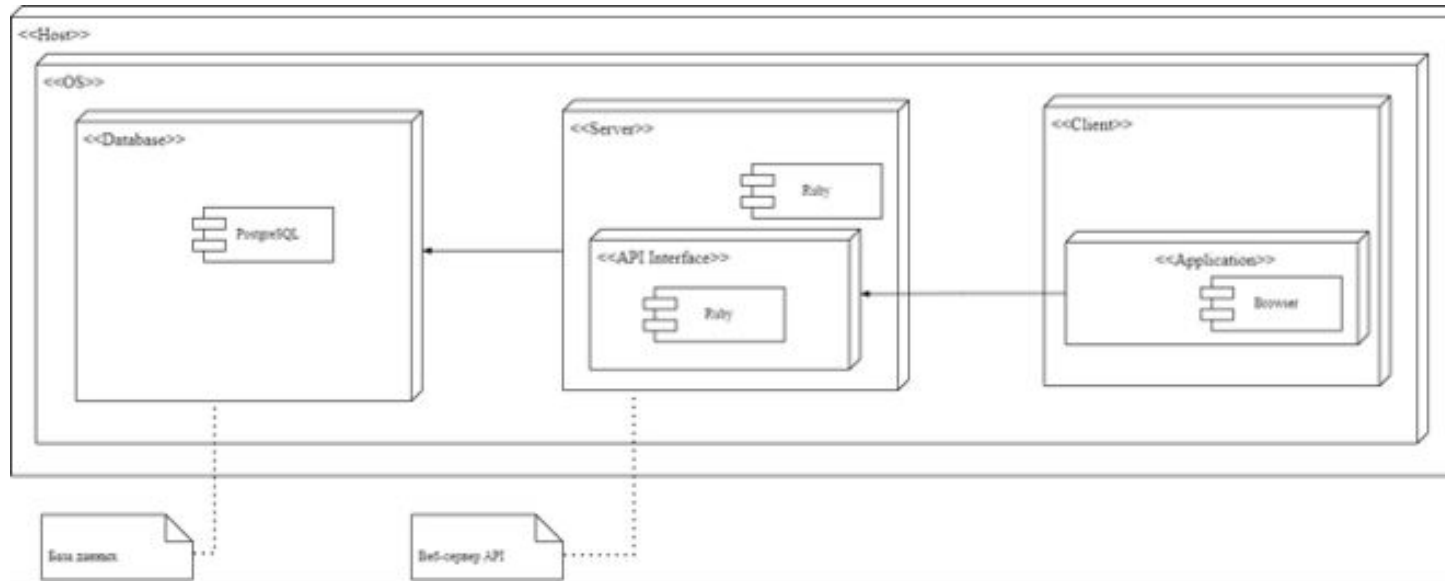 <<Host>>
<<OS>>
<<Database>>
PostgreSQL
<<Server>>
Ruby
<<API Interface>>
Ruby
<<Client>>
<<Application>>
Browser
База данных
Веб-сервер API